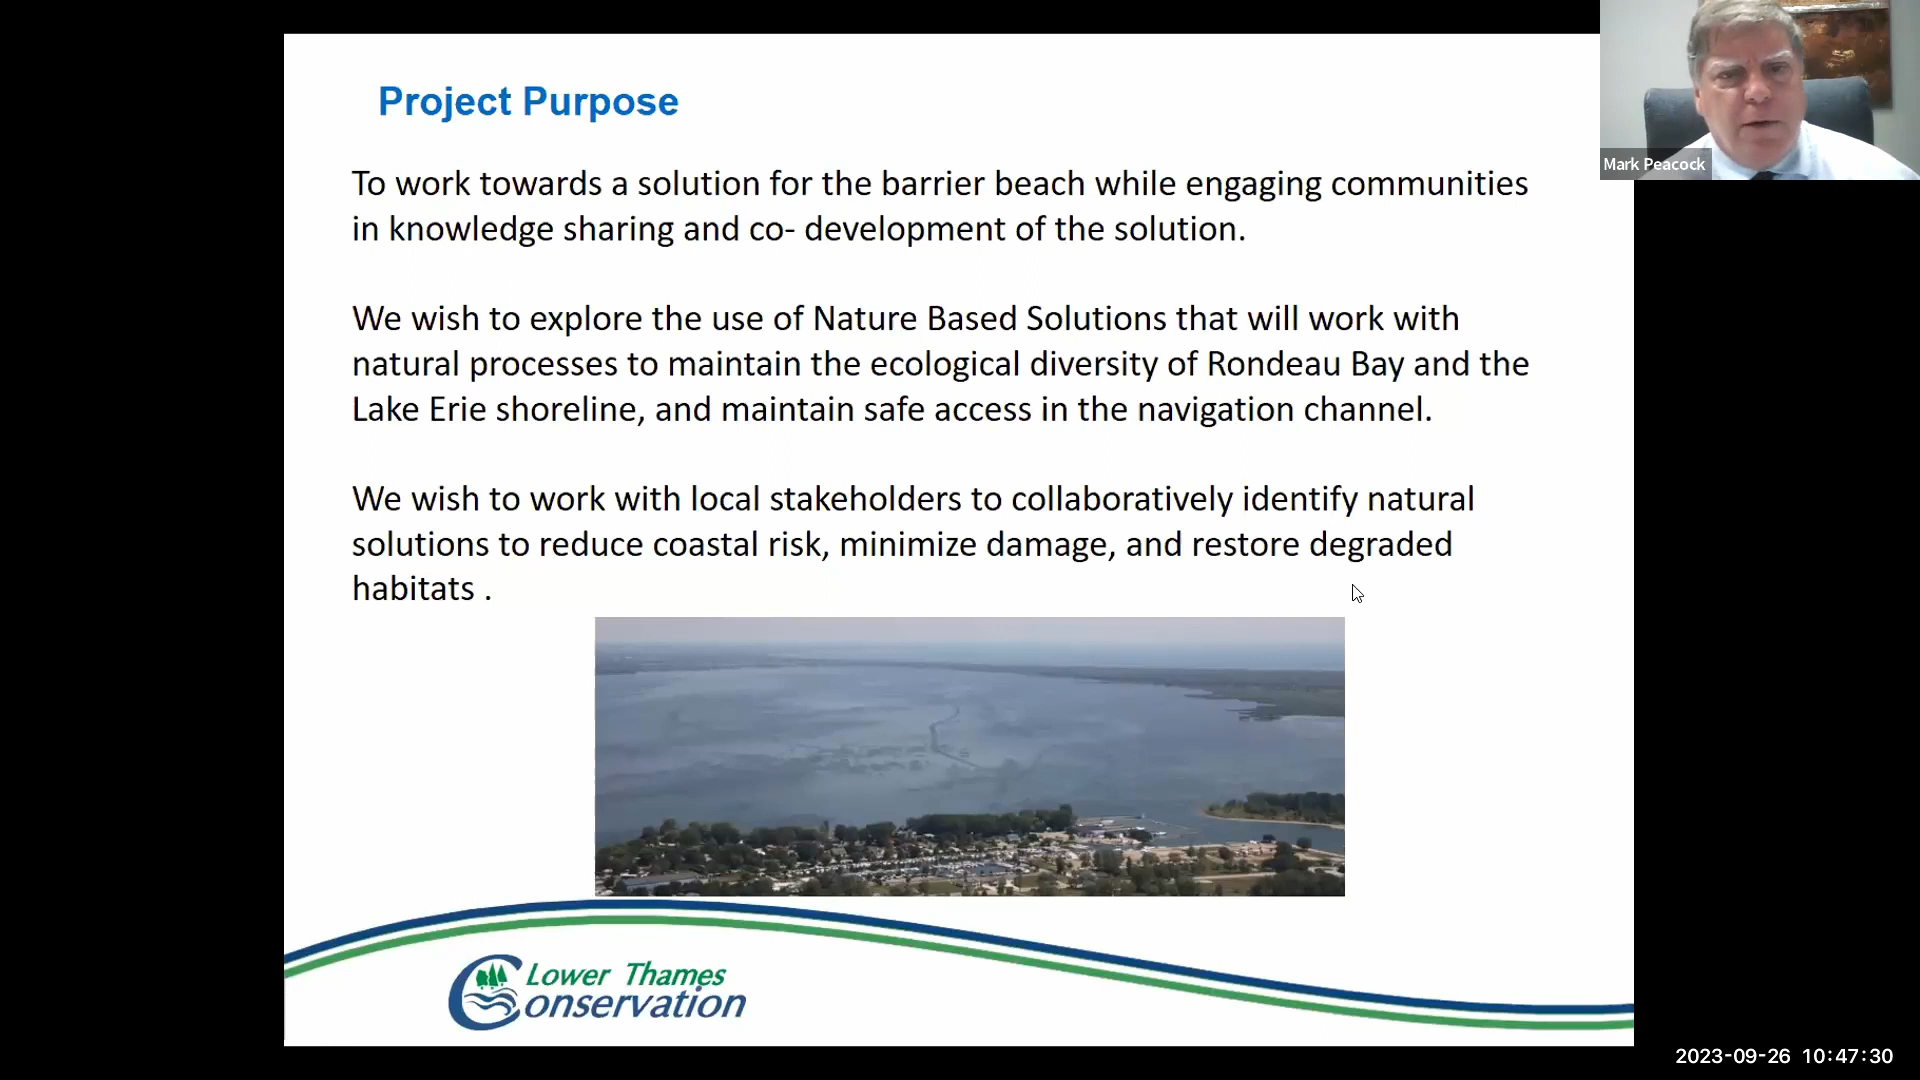 Project Purpose
To work towards a solution for the barrier beach while engaging communities
in knowledge sharing and co- development of the solution.
We wish to explore the use of Nature Based Solutions that will work with
natural processes to maintain the ecological diversity of Rondeau Bay and the
Lake Erie shoreline, and maintain safe access in the navigation channel.
We wish to work with local stakeholders to collaboratively identify natural
solutions to reduce coastal risk, minimize damage, and restore degraded
habitats .
Lower Thames
Conservation
Mark Peacock
2023-09-26 10:47:30